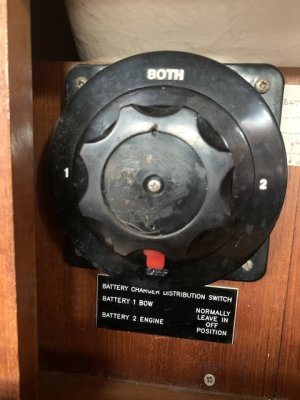 BOTH
1
2
OFF
BATTERY CHARGER DISTRIBUTION SWITCH
BATTERY 1 BOW
BATTERY 2 ENGINE
NORMALLY
LEAVE IN
OFF
POSITION